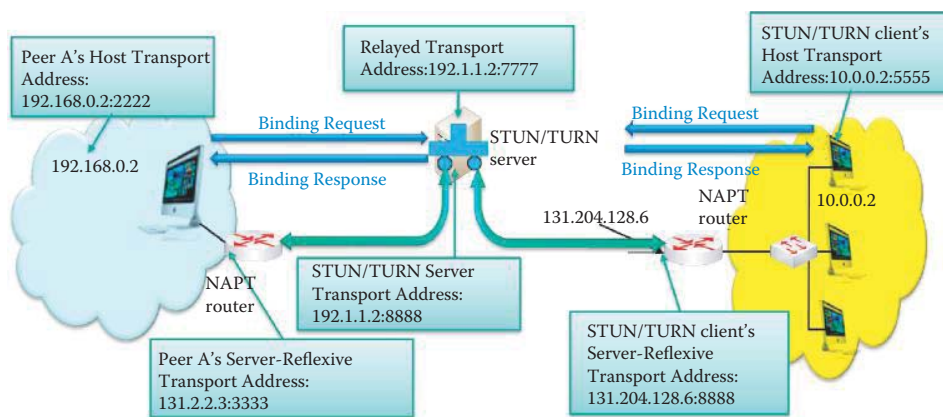 Peer A's Host Transport
Address:
192.168.0.2:2222
Relayed Transport
Address:192.1.1.2:7777
STUN/TURN client's
Host Transport
Address:10.0.0.2:5555
Binding Request
Binding Response
192.168.0.2
STUN/TURN
server
Binding Request
Binding Response
10.0.0.2
NAPT
router
131.204.128.6
NAPT
router
STUN/TURN Server
Transport Address:
192.1.1.2:8888
Peer A's Server-Reflexive
Transport Address:
131.2.2.3:3333
STUN/TURN client's
Server-Reflexive
Transport Address:
131.204.128.6:8888